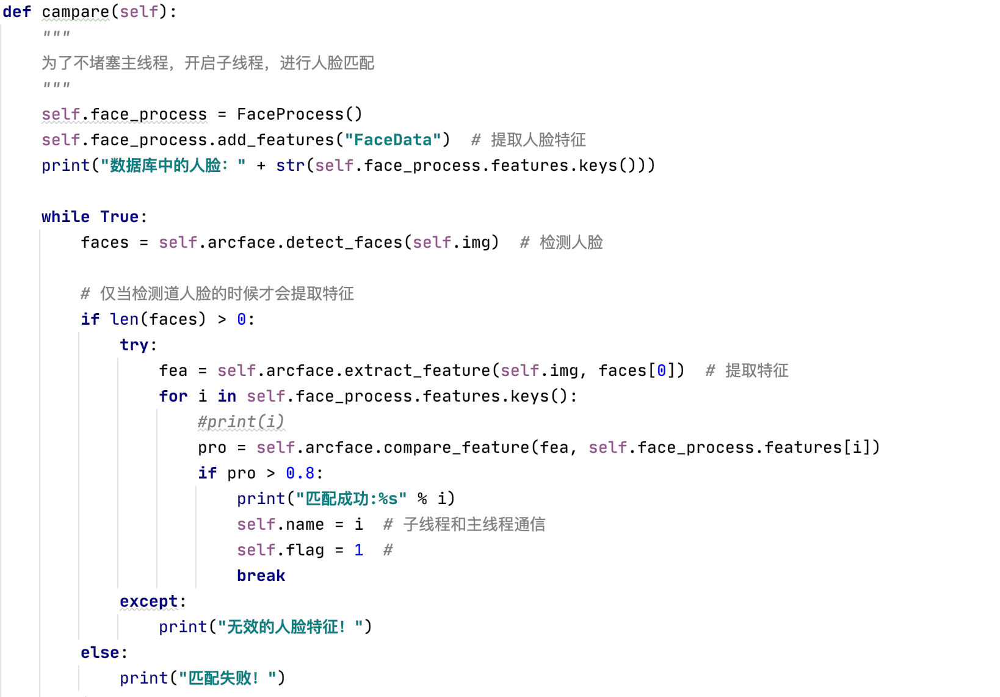 def campare(self):
    """
    为了不堵塞主线程，开启子线程，进行人脸匹配
    """
    self.face_process = FaceProcess()
    self.face_process.add_features("FaceData")  # 提取人脸特征
    print("数据库中的人脸：" + str(self.face_process.features.keys()))

    while True:
        faces = self.arcface.detect_faces(self.img)  # 检测人脸

        # 仅当检测道人脸的时候才会提取特征
        if len(faces) > 0:
            try:
                fea = self.arcface.extract_feature(self.img, faces[0])  # 提取特征
                for i in self.face_process.features.keys():
                    #print(i)
                    pro = self.arcface.compare_feature(fea, self.face_process.features[i])
                    if pro > 0.8:
                        print("匹配成功:%s" % i)
                        self.name = i  # 子线程和主线程通信
                        self.flag = 1  #
                        break
            except:
                print("无效的人脸特征！")
        else:
            print("匹配失败！")